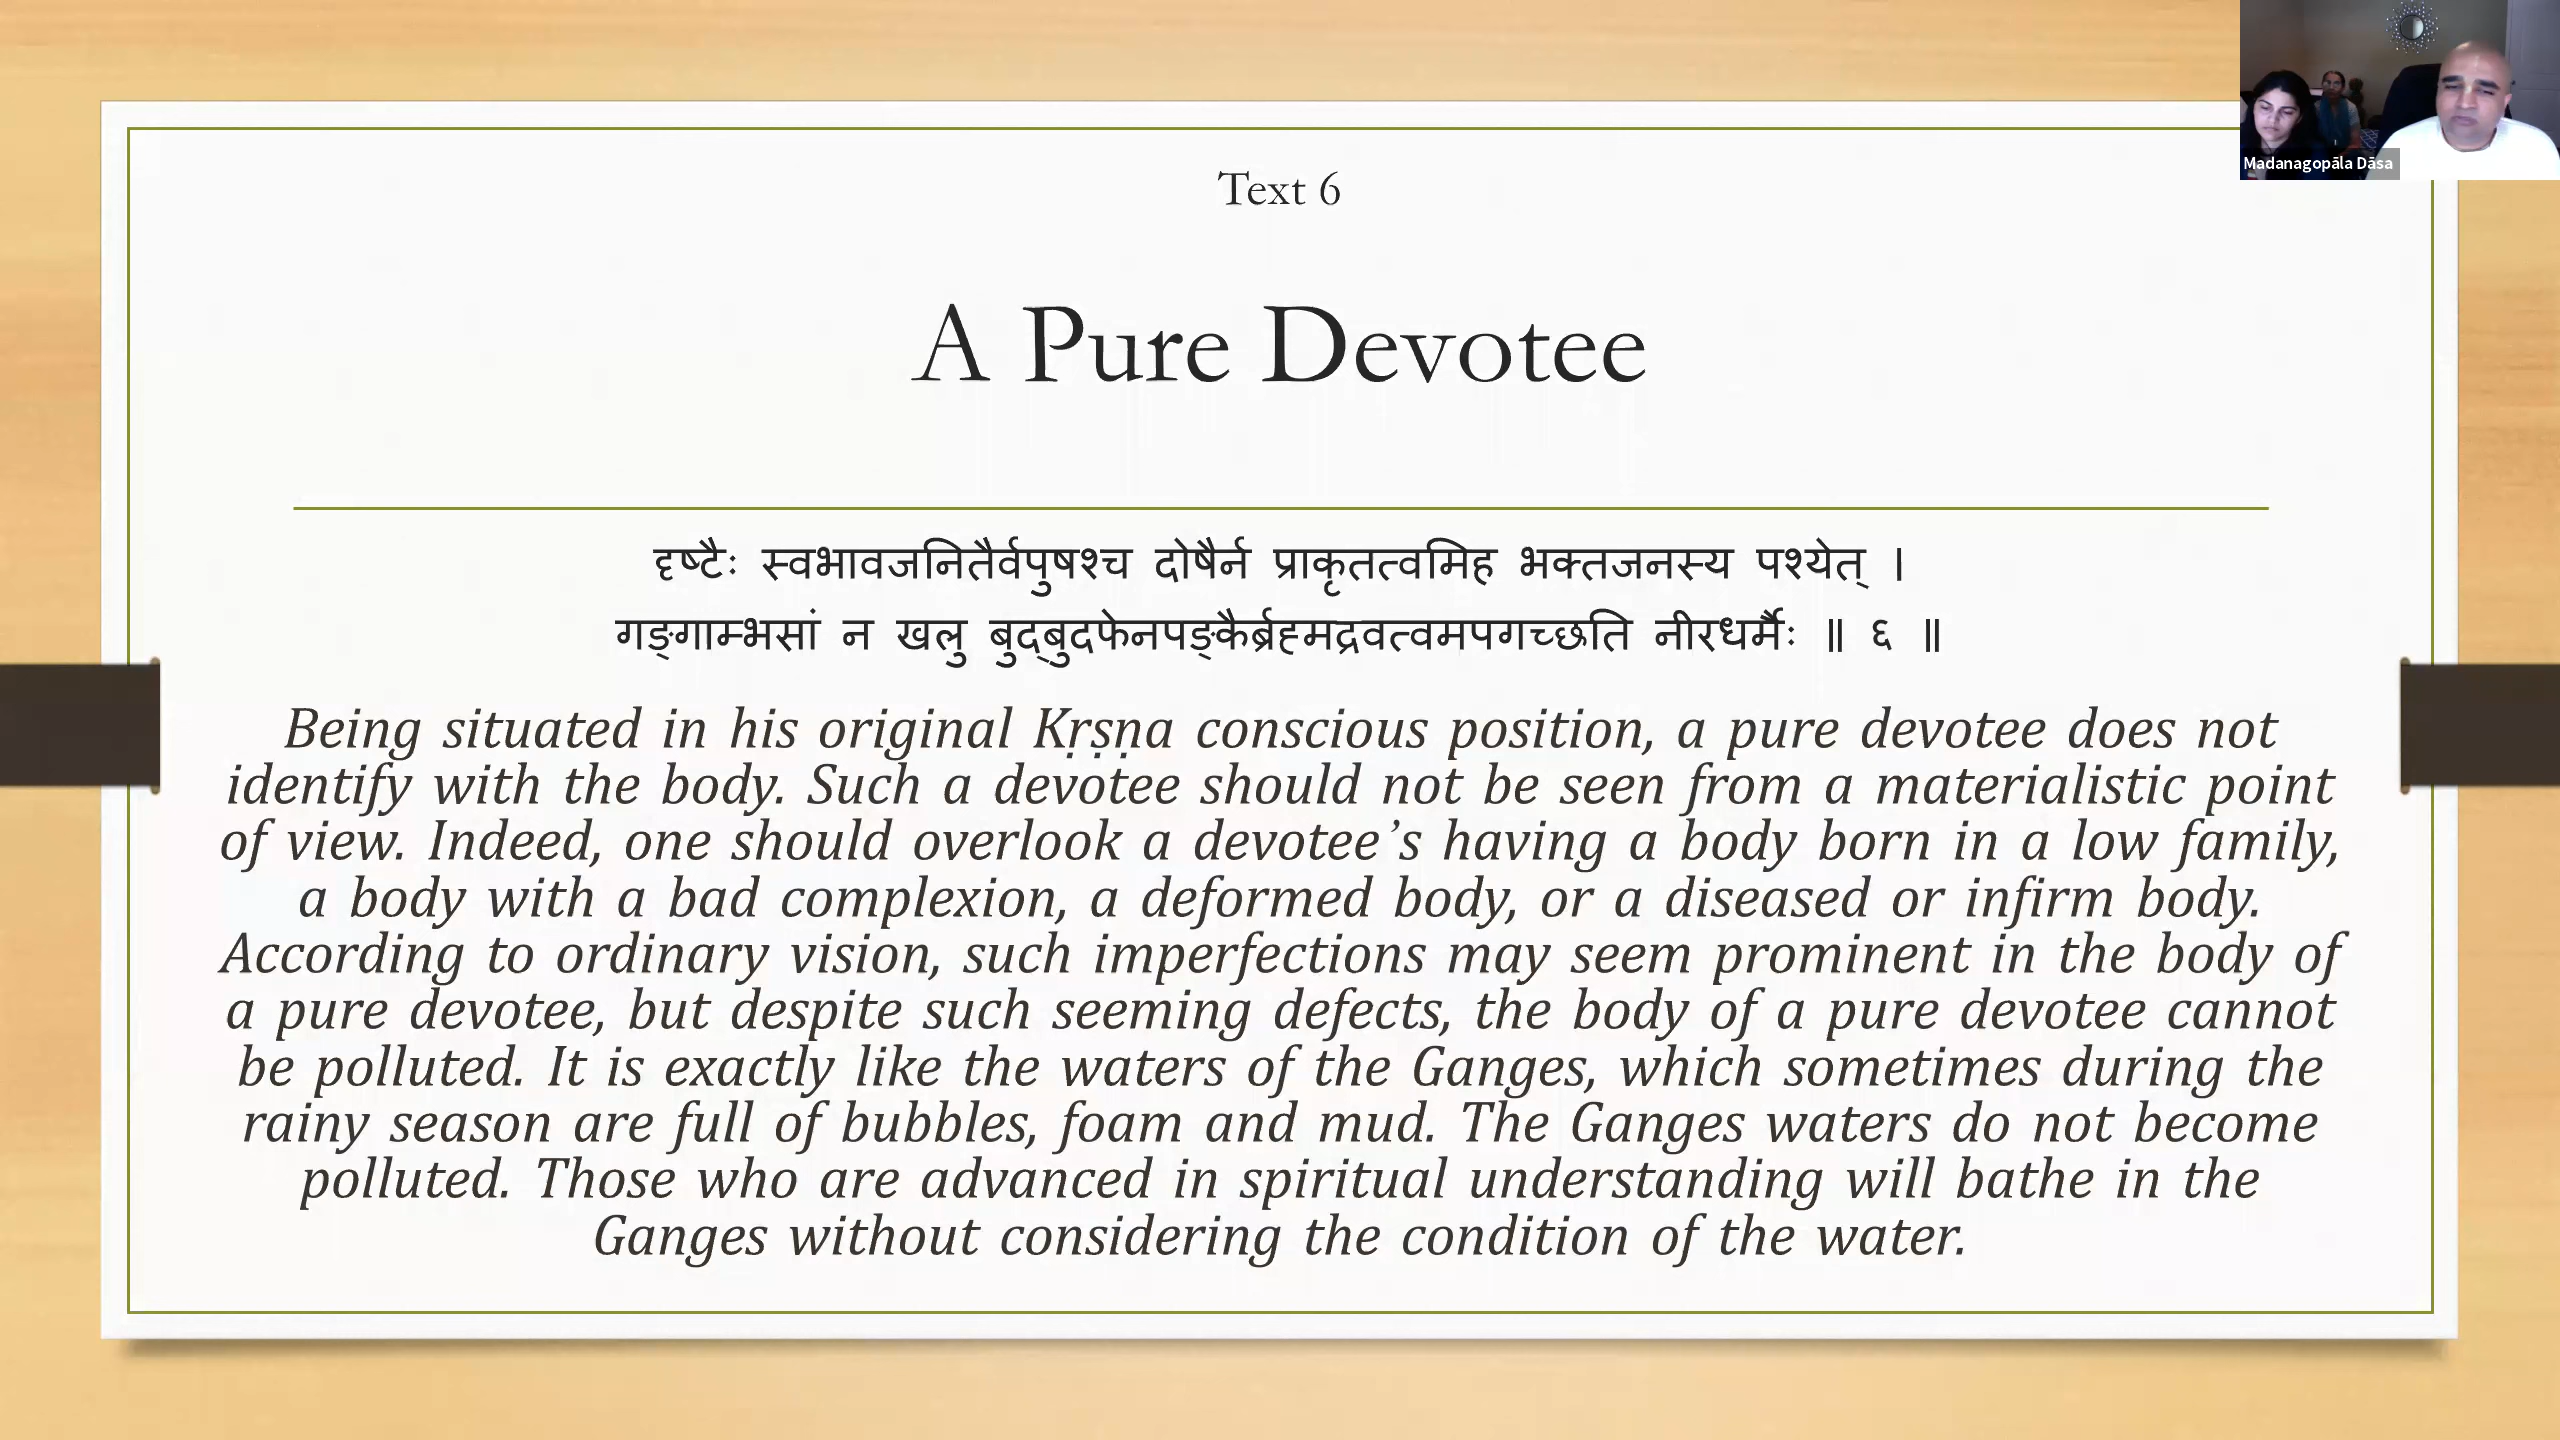 Madanagopāla Dāsa
Text 6
A Pure Devotee
दृष्टैः स्वभावजनितैर्वपुषश्च दोषैर्न प्राकृतत्वमिह भक्तजनस्य पश्येत् ।
गङ्गाम्भसां न खलु बुद्बुदफेनपङ्कैर्ब्रह्मद्रवत्वमपगच्छति नीरधर्मैः ॥ ६ ॥
Being situated in his original Kṛṣṇa conscious position, a pure devotee does not
identify with the body. Such a devotee should not be seen from a materialistic point
of view. Indeed, one should overlook a devotee’s having a body born in a low family,
a body with a bad complexion, a deformed body, or a diseased or infirm body.
According to ordinary vision, such imperfections may seem prominent in the body of
a pure devotee, but despite such seeming defects, the body of a pure devotee cannot
be polluted. It is exactly like the waters of the Ganges, which sometimes during the
rainy season are full of bubbles, foam and mud. The Ganges waters do not become
polluted. Those who are advanced in spiritual understanding will bathe in the
Ganges without considering the condition of the water.